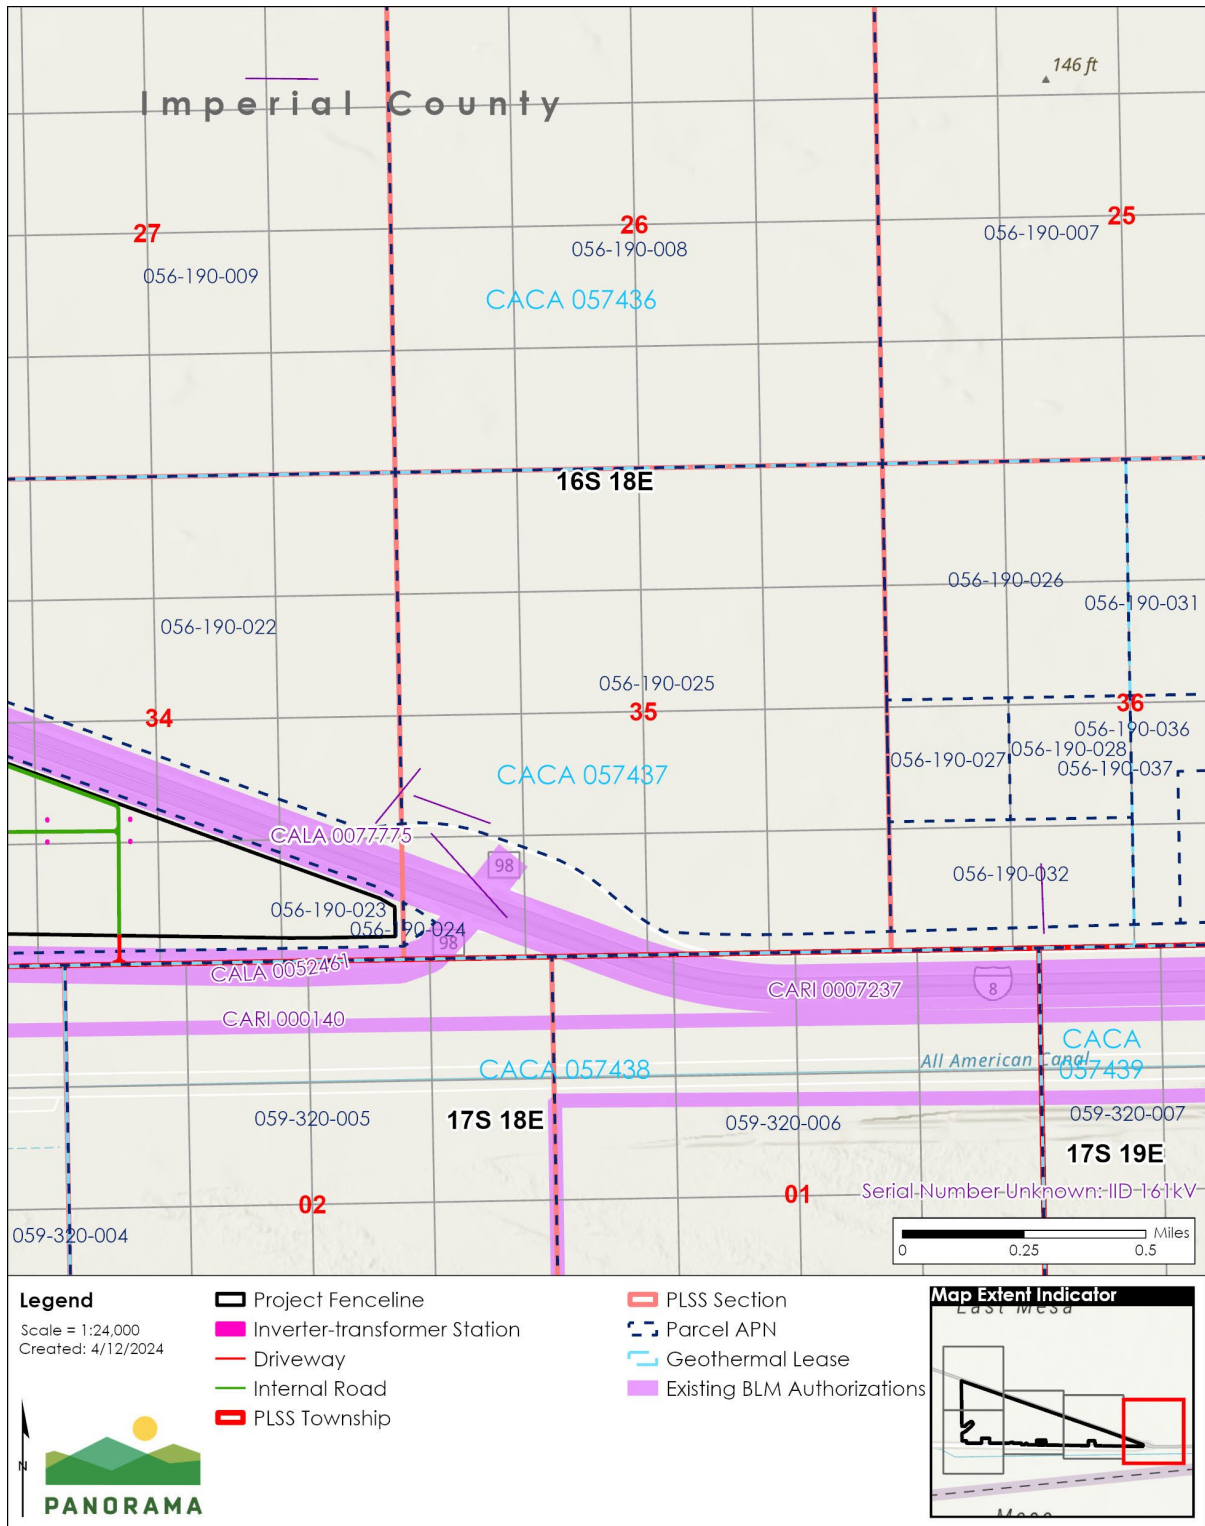 146 ft
Imperial County
27
26
25
056-190-009
056-190-008
056-190-007
CACA 057436
16S 18E
056-190-026
056-190-031
056-190-022
056-190-025
34
35
36
056-190-036
056-190-027
056-190-028
056-190-037
CACA 057437
CALA 0077775
98
056-190-032
056-190-023
056-190-024
98
CALA 0052461
CARI 0007237
8
CARI 000140
CACA 057438
All American Canal
CACA
057439
059-320-005
17S 18E
059-320-006
059-320-007
17S 19E
02
01
Serial Number Unknown: IID 161kV
059-320-004
Miles
0
0.25
0.5
Legend
Scale = 1:24,000
Created: 4/12/2024
N
PANORAMA
Project Fenceline
Inverter-transformer Station
Driveway
Internal Road
PLSS Township
PLSS Section
Parcel APN
Geothermal Lease
Existing BLM Authorizations
Map Extent Indicator
East Mesa
Mesa